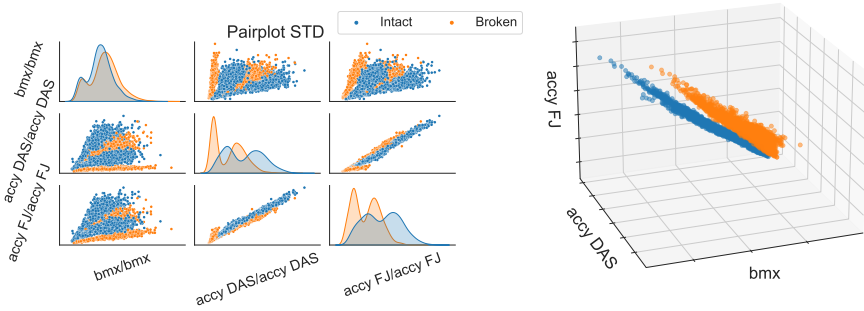 Intact Broken
Pairplot STD
bmx/bmx
accy DAS/accy DAS
accy FJ/accy FJ
bmx/bmx
accy DAS/accy DAS
accy FJ/accy FJ
accy FJ
accy DAS
bmx